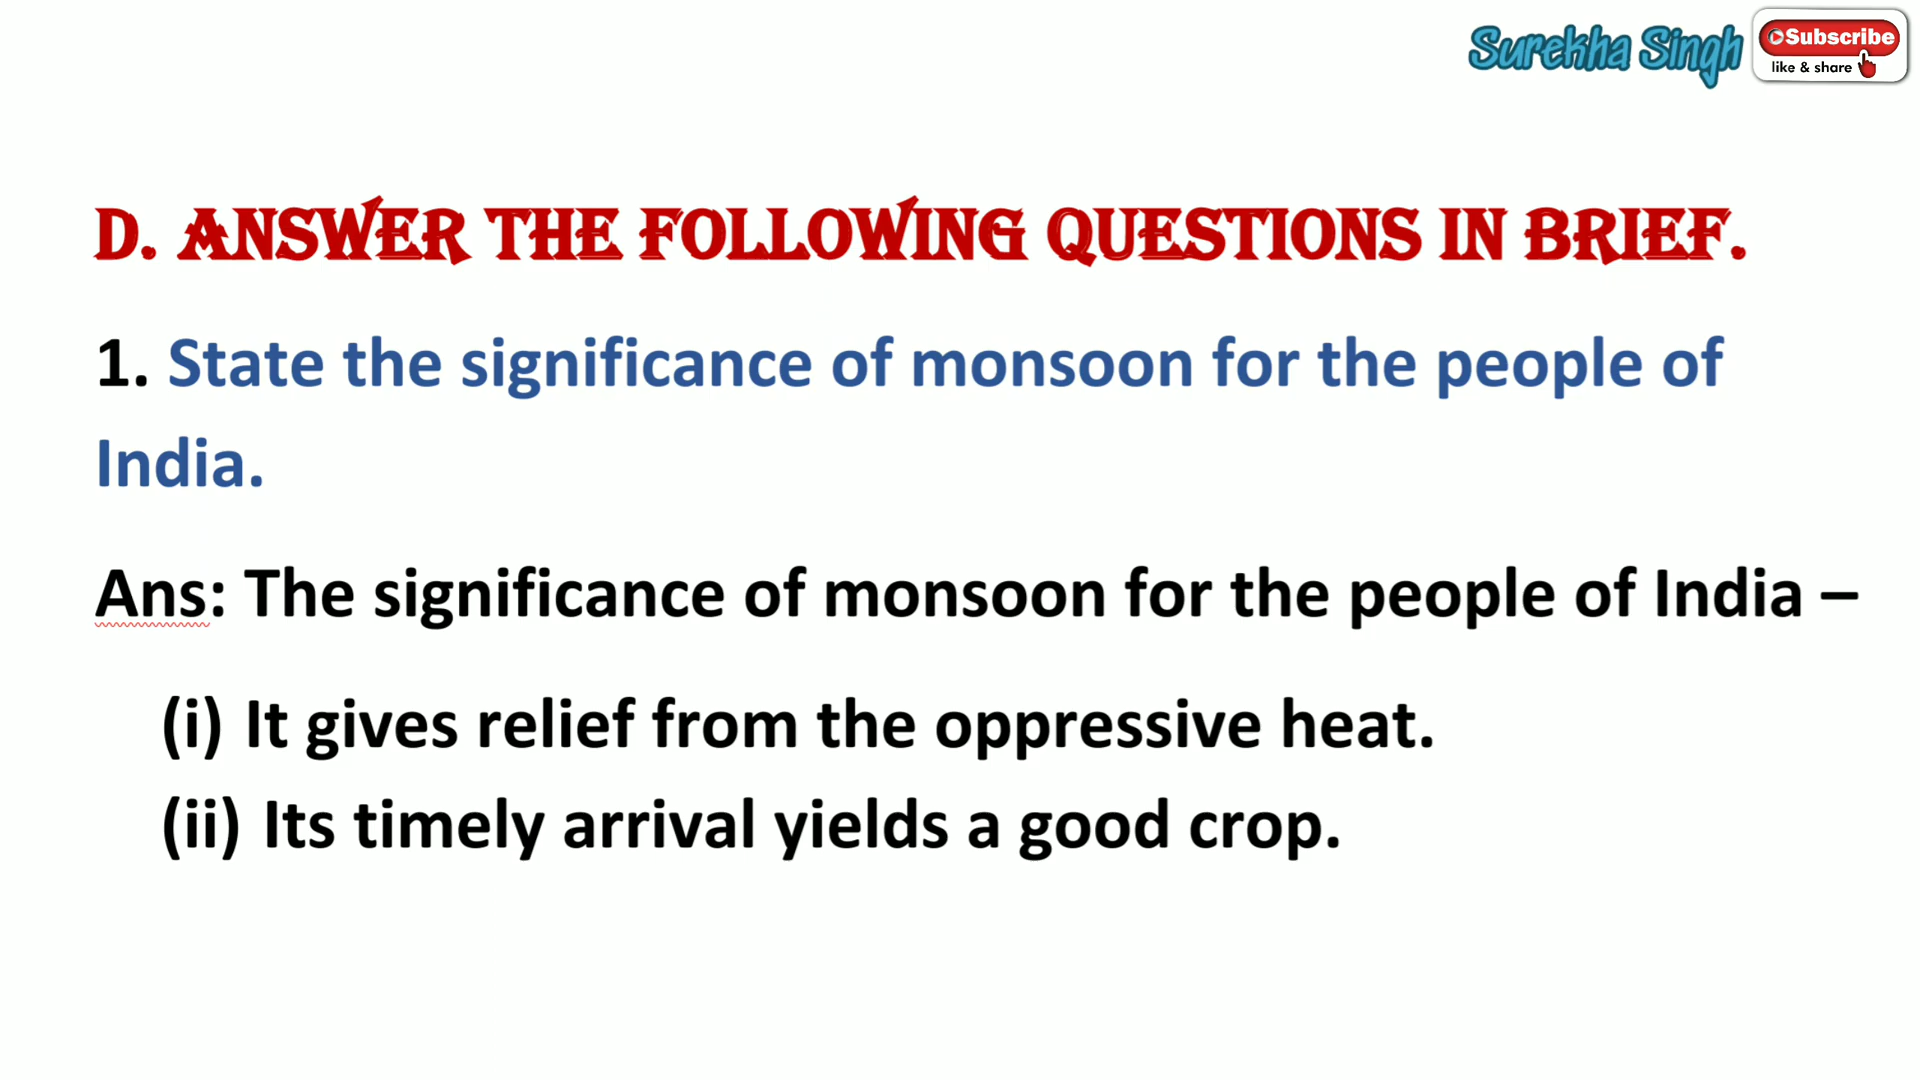 Surekha Singh
Subscribe
like & share
D. ANSWER THE FOLLOWING QUESTIONS IN BRIEF.
1. State the significance of monsoon for the people of
India.
Ans: The significance of monsoon for the people of India –
(i) It gives relief from the oppressive heat.
(ii) Its timely arrival yields a good crop.